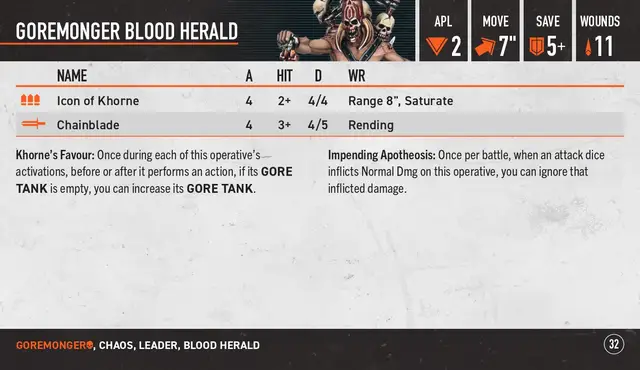 GOREMONGER BLOOD HERALD
APL
2
MOVE
7"
SAVE
5+
WOUNDS
11
NAME A HIT D WR
Icon of Khorne 4 2+ 4/4 Range 8", Saturate
Chainblade 4 3+ 4/5 Rending
Khorne's Favour: Once during each of this operative's
activations, before or after it performs an action, if its GORE
TANK is empty, you can increase its GORE TANK.
Impending Apotheosis: Once per battle, when an attack dice
inflicts Normal Dmg on this operative, you can ignore that
inflicted damage.
GOREMONGER, CHAOS, LEADER, BLOOD HERALD
32